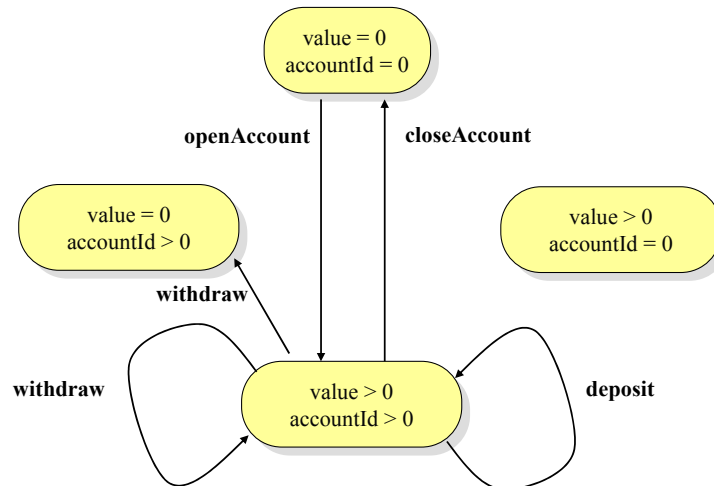 value = 0
accountId = 0
openAccount
closeAccount
value = 0
accountId > 0
value > 0
accountId = 0
withdraw
withdraw
value > 0
accountId > 0
deposit